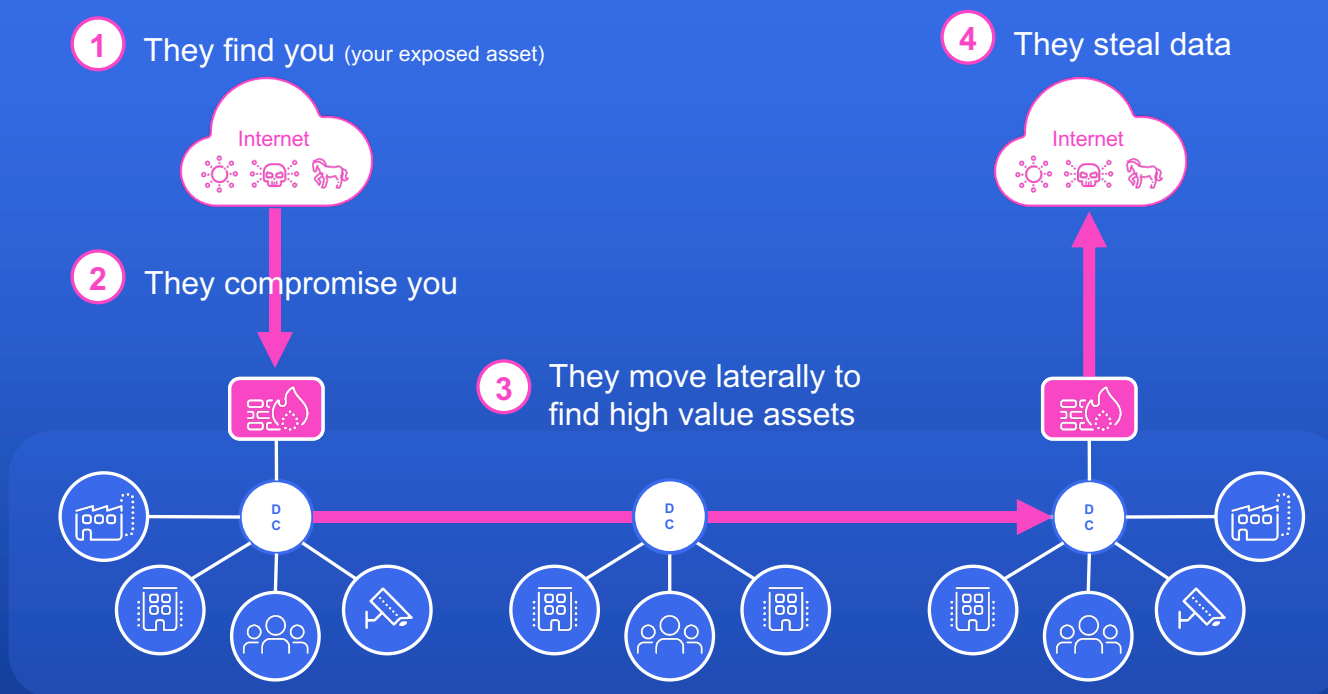 1
They find you (your exposed asset)
Internet
2
They compromise you
3
They move laterally to
find high value assets
4
They steal data
Internet
D
C
D
C
D
C